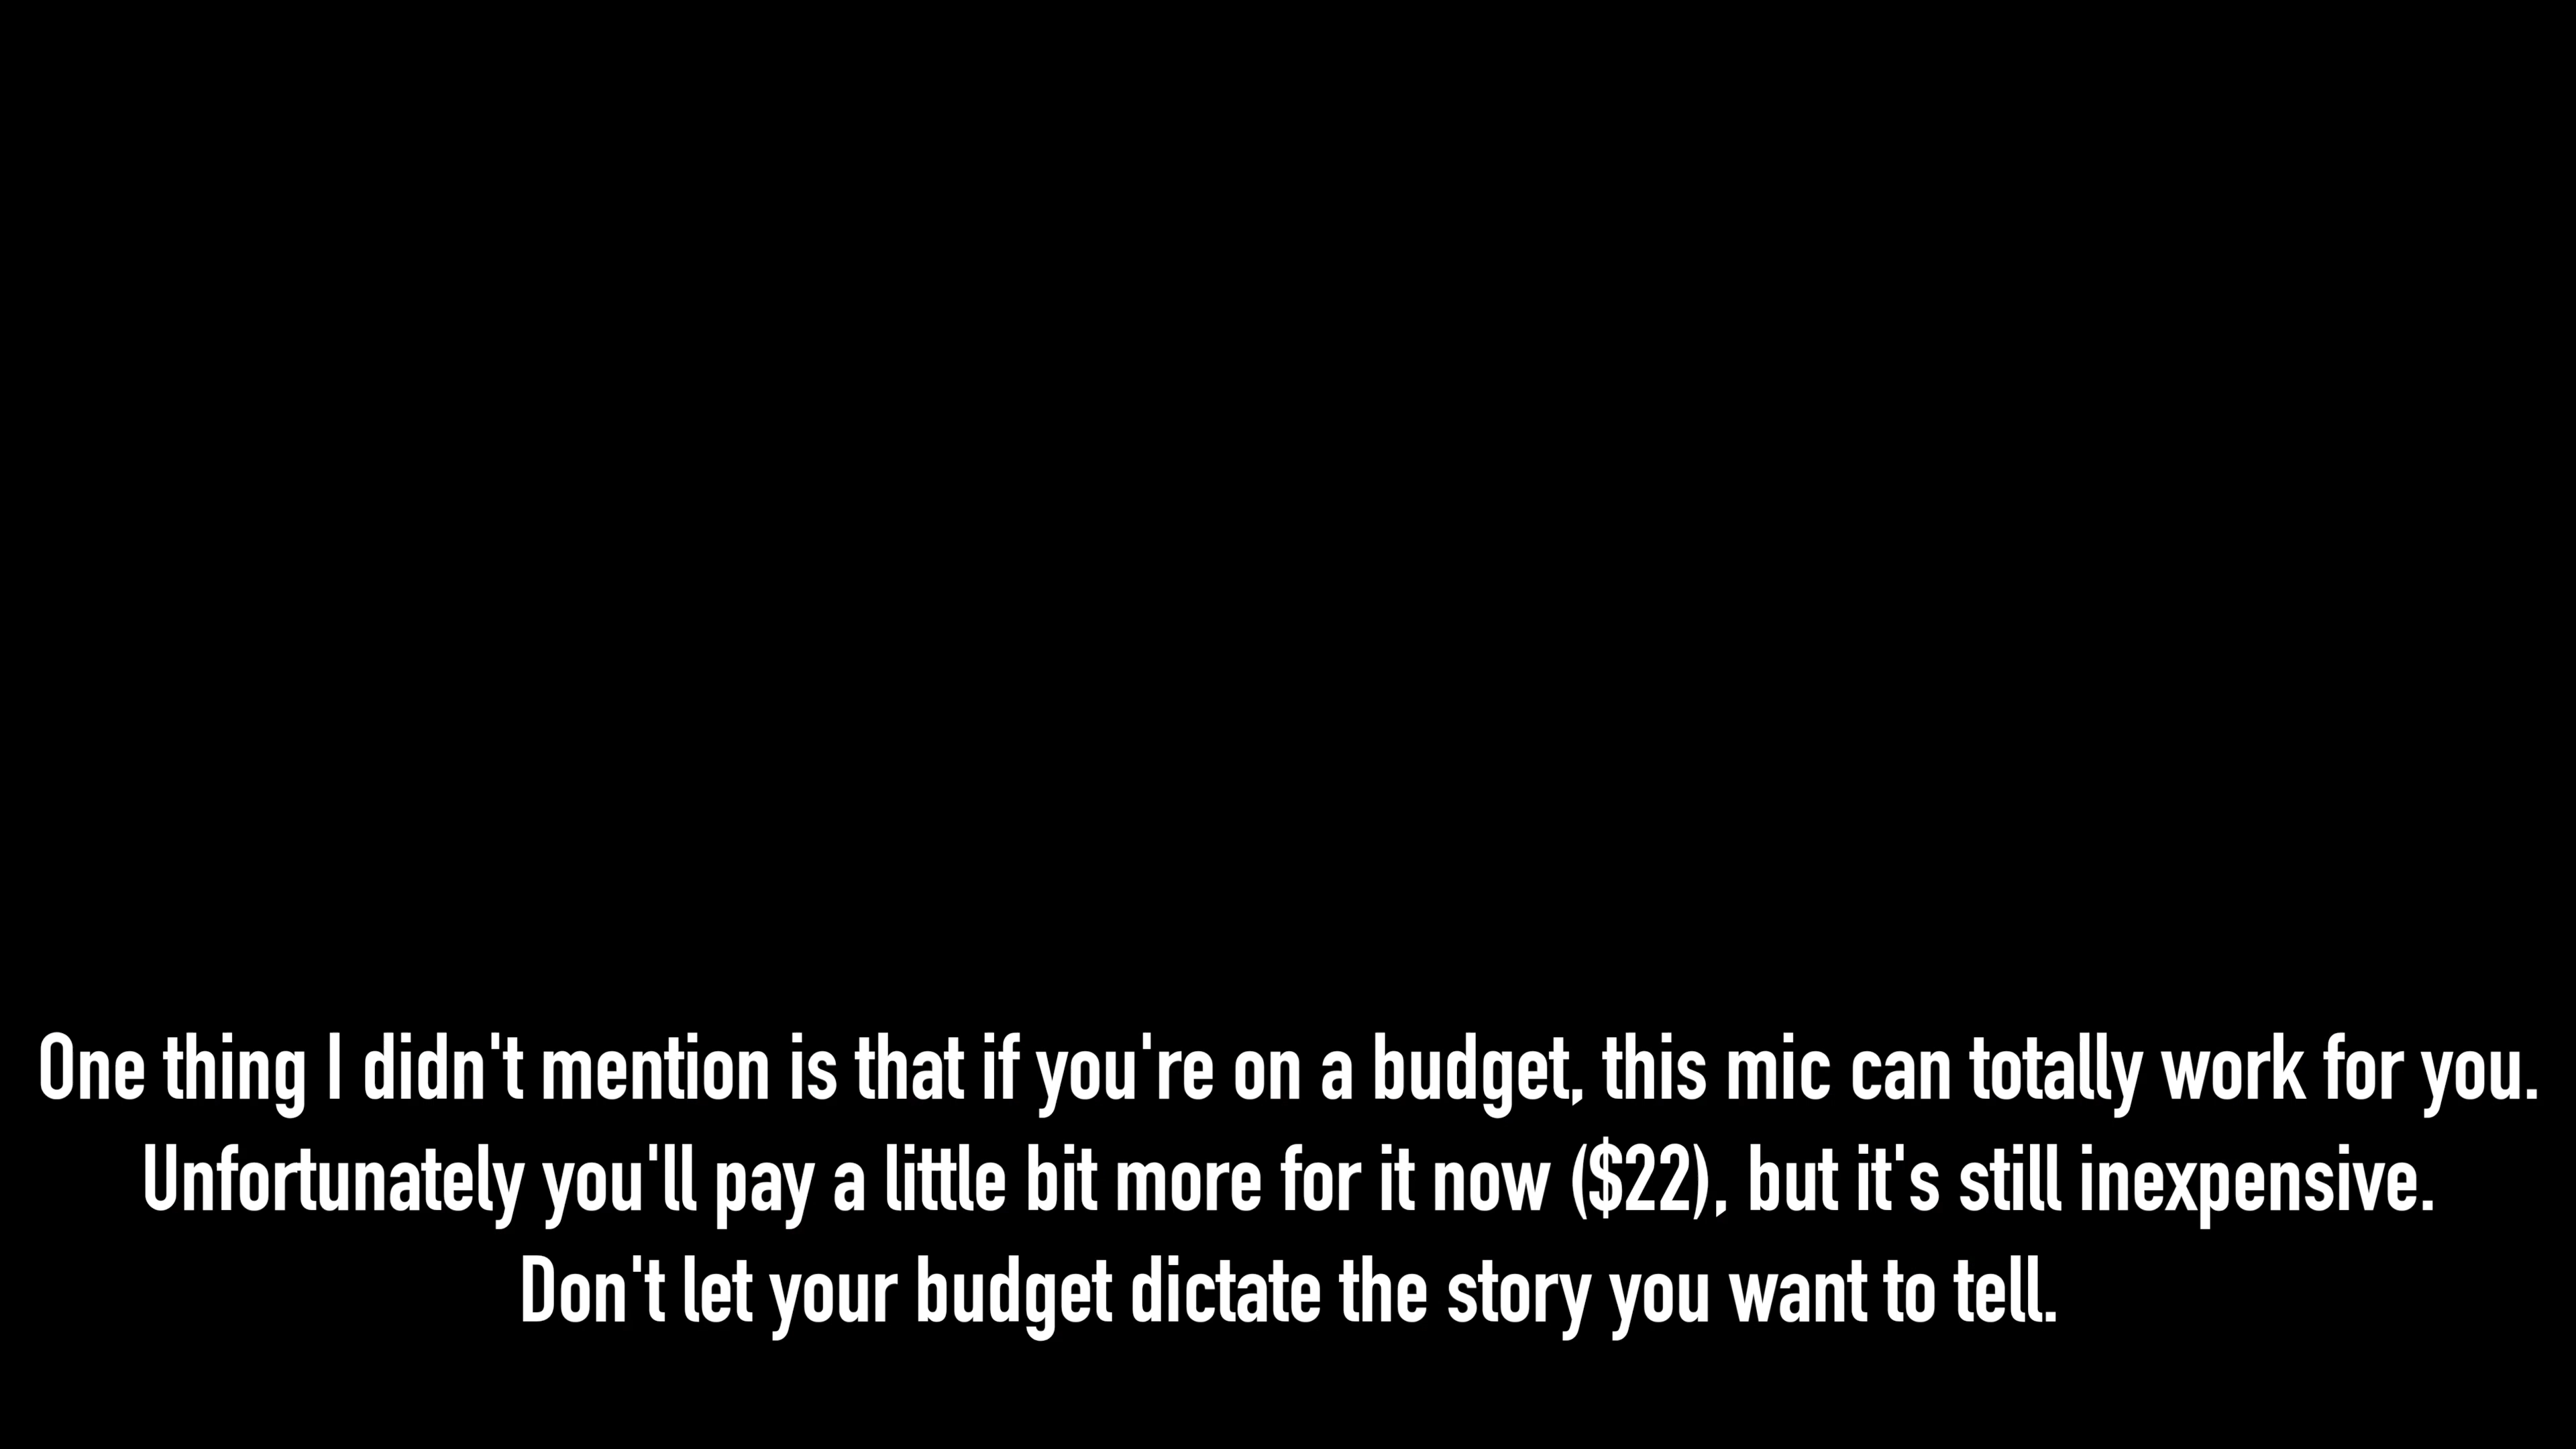 One thing I didn't mention is that if you're on a budget, this mic can totally work for you.
Unfortunately you'll pay a little bit more for it now ($22), but it's still inexpensive.
Don't let your budget dictate the story you want to tell.